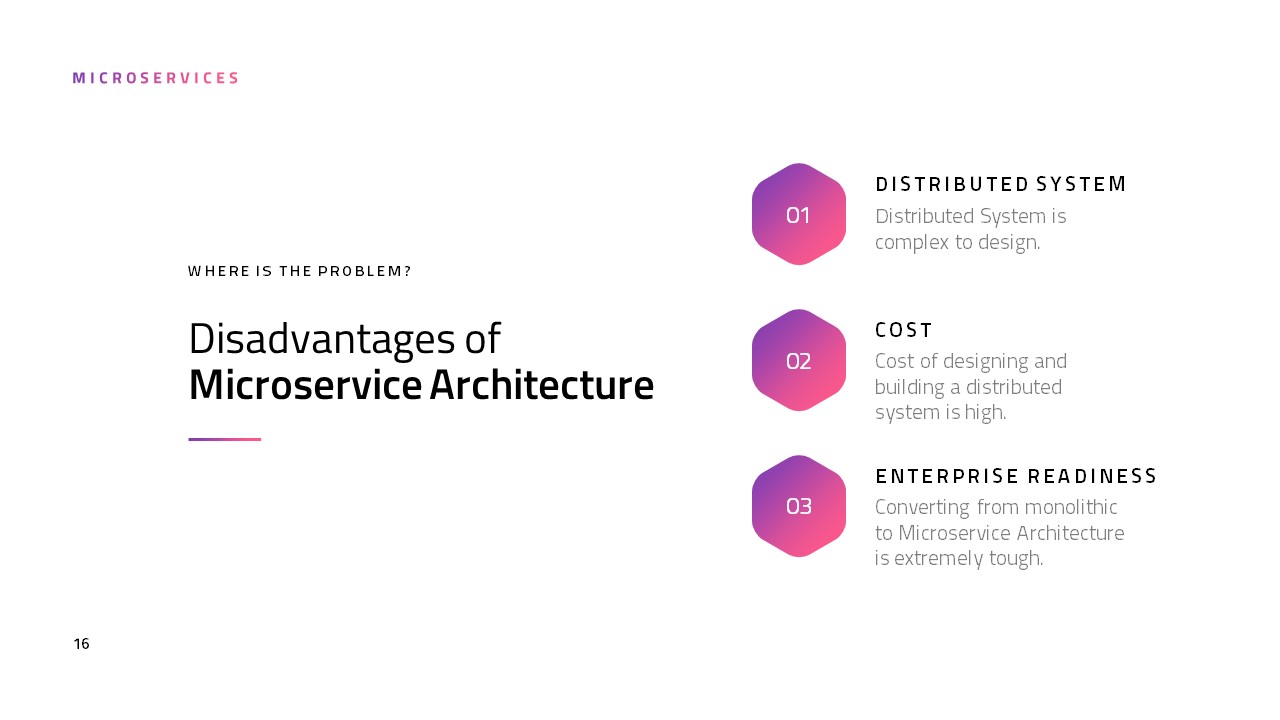 MICROSERVICES
WHERE IS THE PROBLEM?
Disadvantages of
Microservice Architecture
01
DISTRIBUTED SYSTEM
Distributed System is
complex to design.
02
COST
Cost of designing and
building a distributed
system is high.
03
ENTERPRISE READINESS
Converting from monolithic
to Microservice Architecture
is extremely tough.
16